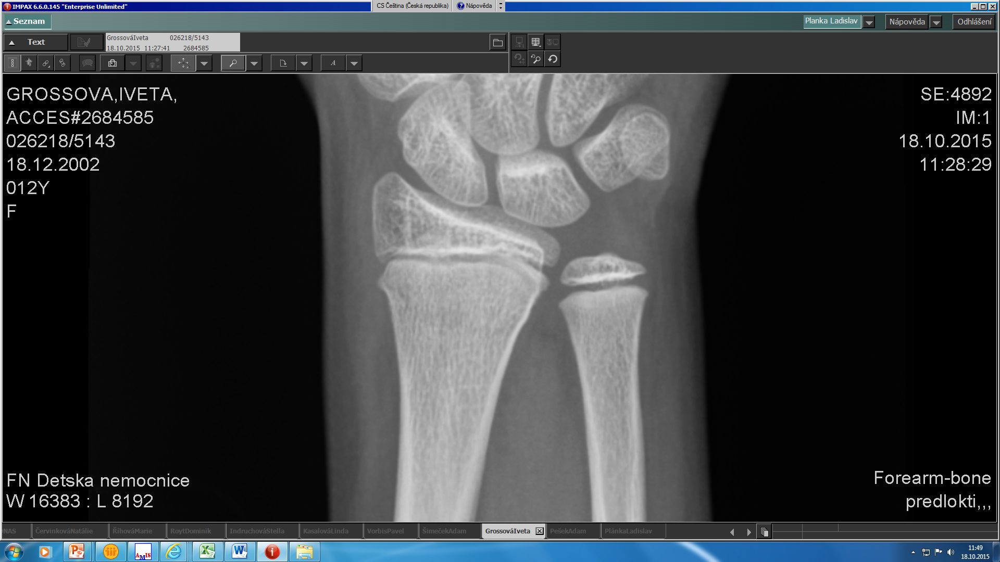 IMPAX 6.6.0.145 "Enterprise Unlimited"
CS Čeština (Česká republika)
Nápověda
Seznam
Planka Ladislav
Nápověda
Odhlášení
Text
GrossováIveta 026218/5143
18.10.2015 11:27:41 2684585
A
GROSSOVA,IVETA,
ACCES#2684585
026218/5143
18.12.2002
012Y
F
SE:4892
IM:1
18.10.2015
11:28:29
FN Detska nemocnice
W 16383 : L 8192
Forearm-bone
predlokti,,,
NAS
ČervinkováNatálie
ŘíhováMarie
RoytDominik
IndruchováStella
KasalováLinda
VorbisPavel
ŠimečekAdam
GrossováIveta
PešekAdam
PlánkaLadislav
AMIS
11:49
18.10.2015